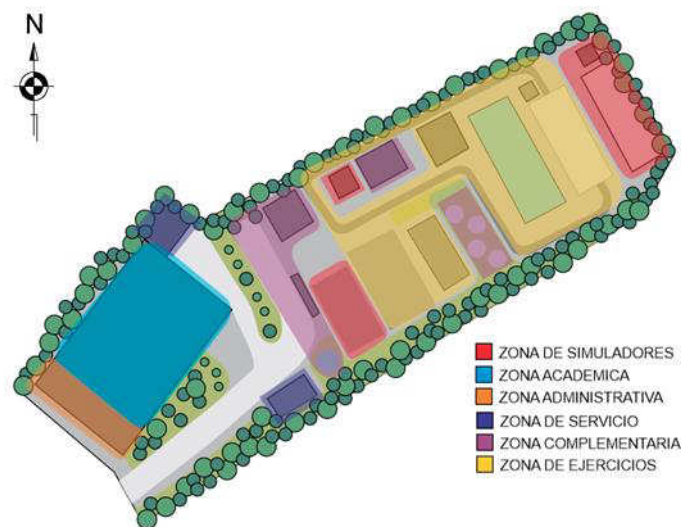 N
ZONA DE SIMULADORES
ZONA ACADEMICA
ZONA ADMINISTRATIVA
ZONA DE SERVICIO
ZONA COMPLEMENTARIA
ZONA DE EJERCICIOS